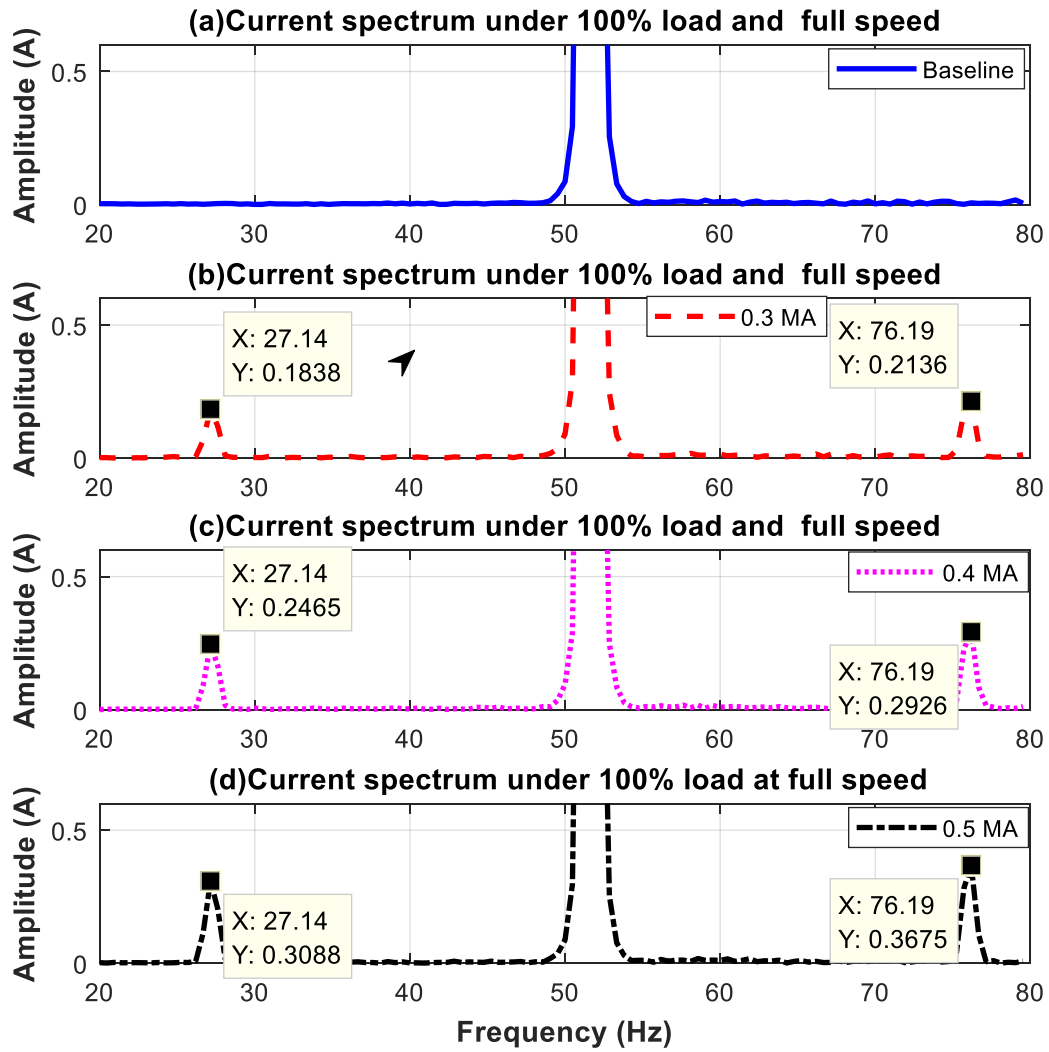 (a)Current spectrum under 100% load and  full speed
Amplitude (A)
0.5
0
Baseline
20 30 40 50 60 70 80
(b)Current spectrum under 100% load and  full speed
Amplitude (A)
0.5
0
0.3 MA
X: 27.14
Y: 0.1838
X: 76.19
Y: 0.2136
20 30 40 50 60 70 80
(c)Current spectrum under 100% load and  full speed
Amplitude (A)
0.5
0
0.4 MA
X: 27.14
Y: 0.2465
X: 76.19
Y: 0.2926
20 30 40 50 60 70 80
(d)Current spectrum under 100% load at full speed
Amplitude (A)
0.5
0
0.5 MA
X: 27.14
Y: 0.3088
X: 76.19
Y: 0.3675
20 30 40 50 60 70 80
Frequency (Hz)